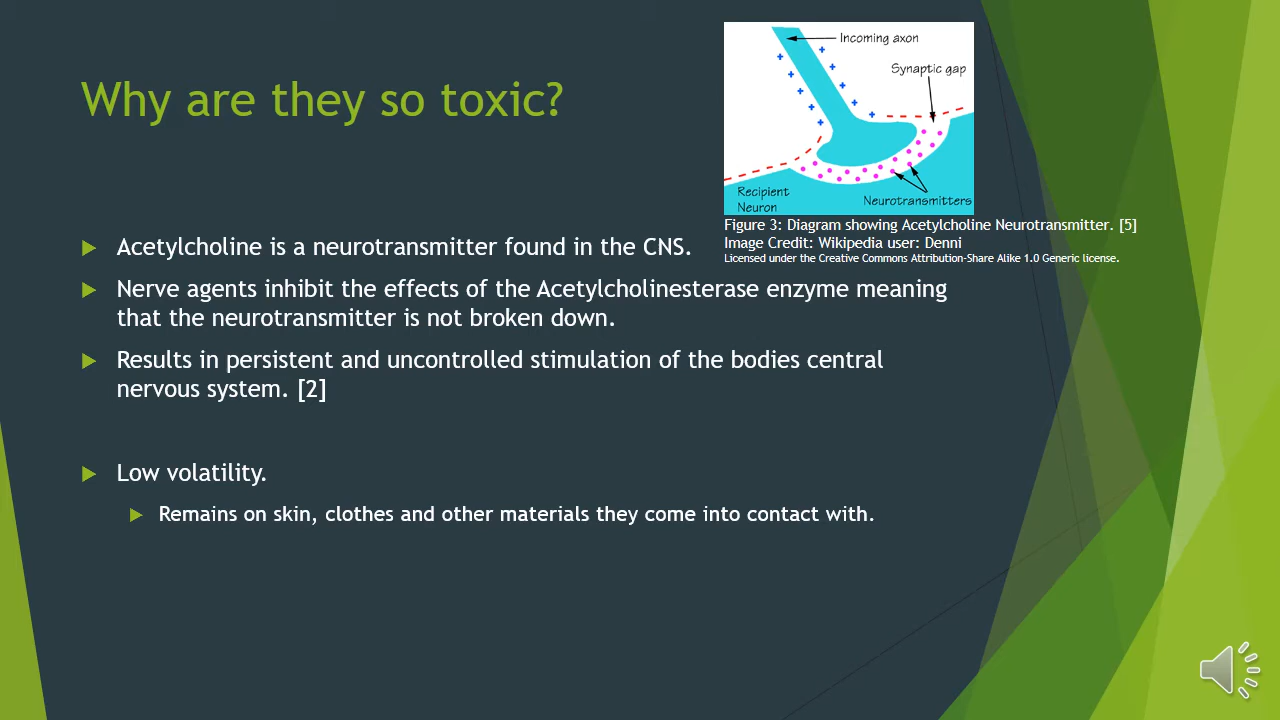 Why are they so toxic?
Incoming axon
Synaptic gap
Recipient
Neuron
Neurotransmitters
Figure 3: Diagram showing Acetylcholine Neurotransmitter. [5]
Image Credit: Wikipedia user: Denni
Licensed under the Creative Commons Attribution-Share Alike 1.0 Generic license.
Acetylcholine is a neurotransmitter found in the CNS.
Nerve agents inhibit the effects of the Acetylcholinesterase enzyme meaning
that the neurotransmitter is not broken down.
Results in persistent and uncontrolled stimulation of the bodies central
nervous system. [2]
Low volatility.
Remains on skin, clothes and other materials they come into contact with.